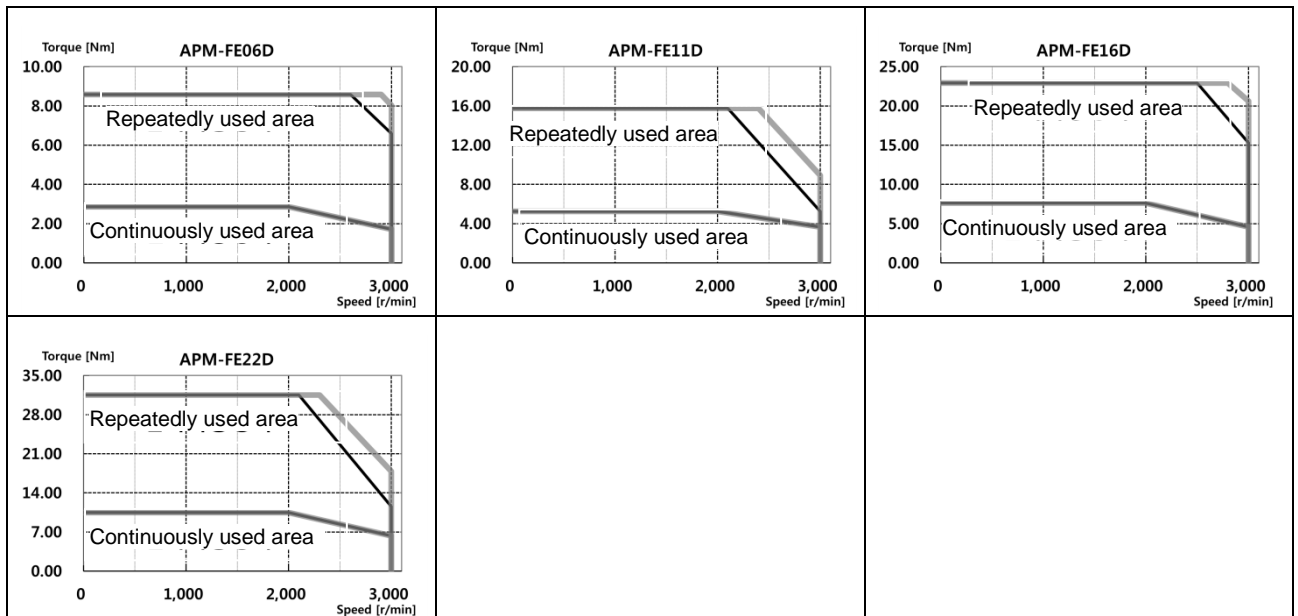 Torque [Nm] APM-FE06D
10.00
8.00
Repeatedly used area
6.00
4.00
2.00
Continuously used area
0.00
0 1,000 2,000 3,000
Speed [r/min]
Torque [Nm] APM-FE11D
20.00
16.00
Repeatedly used area
12.00
8.00
4.00
Continuously used area
0.00
0 1,000 2,000 3,000
Speed [r/min]
Torque [Nm] APM-FE16D
25.00
20.00
Repeatedly used area
15.00
10.00
5.00
Continuously used area
0.00
0 1,000 2,000 3,000
Speed [r/min]
Torque [Nm] APM-FE22D
35.00
28.00
Repeatedly used area
21.00
14.00
7.00
Continuously used area
0.00
0 1,000 2,000 3,000
Speed [r/min]